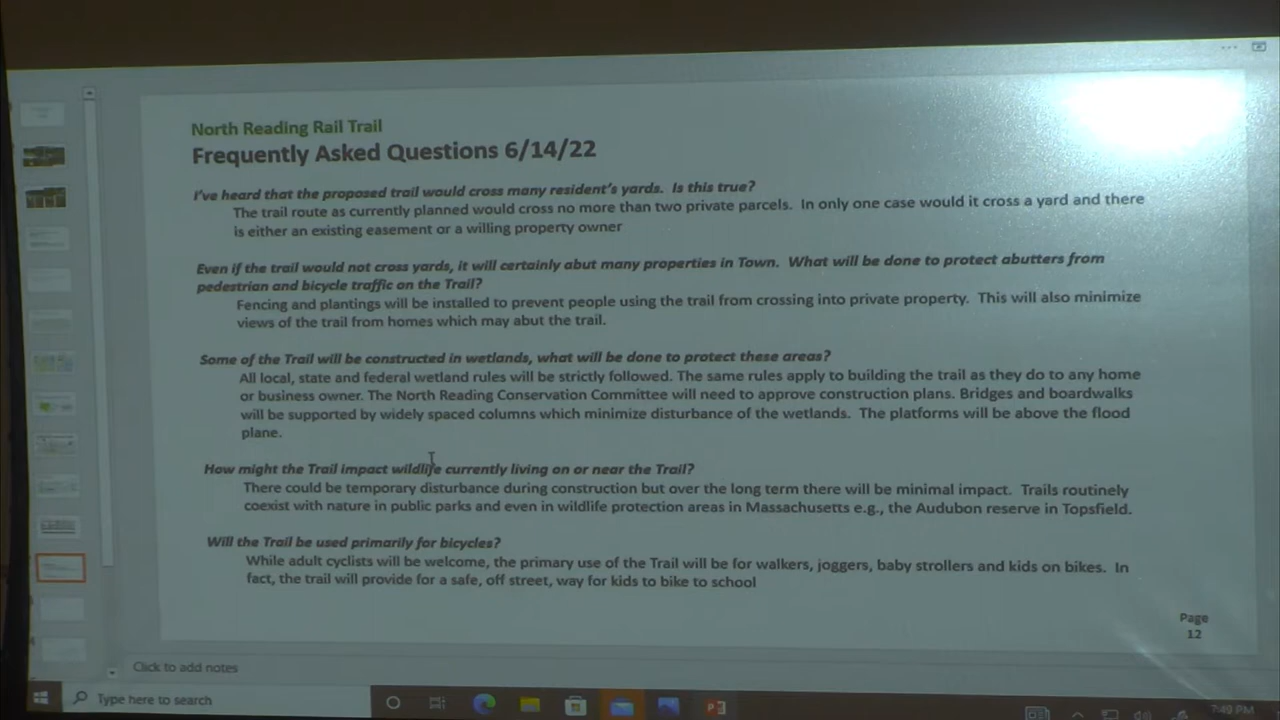 North Reading Rail Trail
Frequently Asked Questions 6/14/22
I've heard that the proposed trail would cross many resident's yards. Is this true?
The trail route as currently planned would cross no more than two private parcels. In only one case would it cross a yard and there
is either an existing easement or a willing property owner
Even if the trail would not cross yards, it will certainly abut many properties in Town. What will be done to protect abutters from
pedestrian and bicycle traffic on the Trail?
Fencing and plantings will be installed to prevent people using the trail from crossing into private property. This will also minimize
views of the trail from homes which may abut the trail.
Some of the Trail will be constructed in wetlands, what will be done to protect these areas?
All local, state and federal wetland rules will be strictly followed. The same rules apply to building the trail as they do to any home
or business owner. The North Reading Conservation Committee will need to approve construction plans. Bridges and boardwalks
will be supported by widely spaced columns which minimize disturbance of the wetlands. The platforms will be above the flood
plane.
How might the Trail impact wildlife currently living on or near the Trail?
There could be temporary disturbance during construction but over the long term there will be minimal impact. Trails routinely
coexist with nature in public parks and even in wildlife protection areas in Massachusetts e.g., the Audubon reserve in Topsfield.
Will the Trail be used primarily for bicycles?
While adult cyclists will be welcome, the primary use of the Trail will be for walkers, joggers, baby strollers and kids on bikes. In
fact, the trail will provide for a safe, off street, way for kids to bike to school
Page
12
Click to add notes
Type here to search
7:49 PM